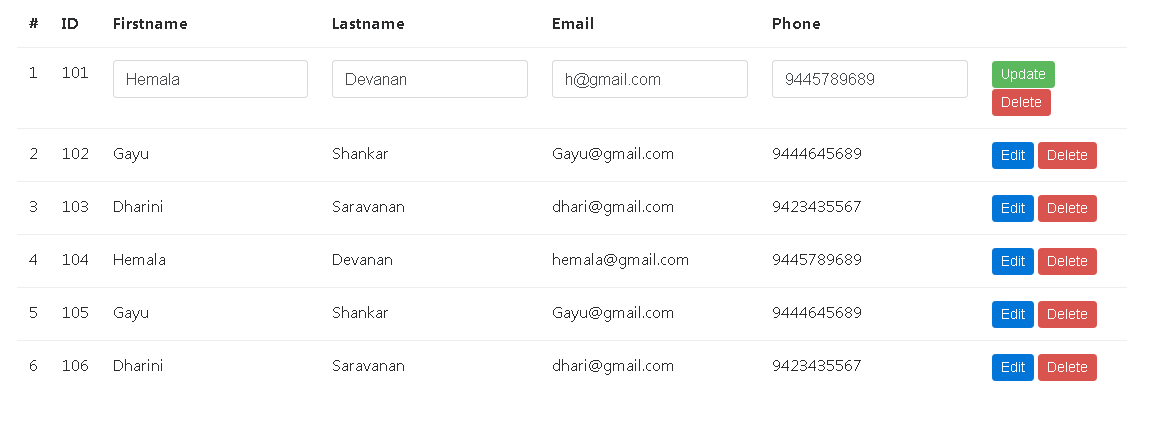 # ID Firstname Lastname Email Phone
1 101 Hemala Devanan h@gmail.com 9445789689 Update
Delete
2 102 Gayu Shankar Gayu@gmail.com 9444645689 Edit Delete
3 103 Dharini Saravanan dhari@gmail.com 9423435567 Edit Delete
4 104 Hemala Devanan hemala@gmail.com 9445789689 Edit Delete
5 105 Gayu Shankar Gayu@gmail.com 9444645689 Edit Delete
6 106 Dharini Saravanan dhari@gmail.com 9423435567 Edit Delete